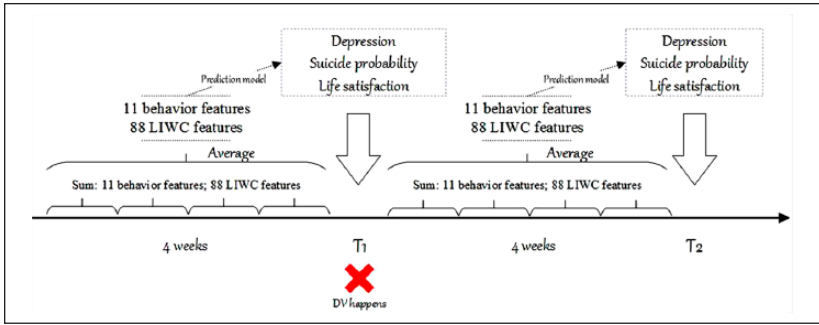 Depression
Suicide probability
Life satisfaction
Prediction model
11 behavior features
88 LIWC features
Average
Sum: 11 behavior features; 88 LIWC features
4 weeks
T1
DV happens
Depression
Suicide probability
Life satisfaction
Prediction model
11 behavior features
88 LIWC features
Average
Sum: 11 behavior features; 88 LIWC features
4 weeks
T2